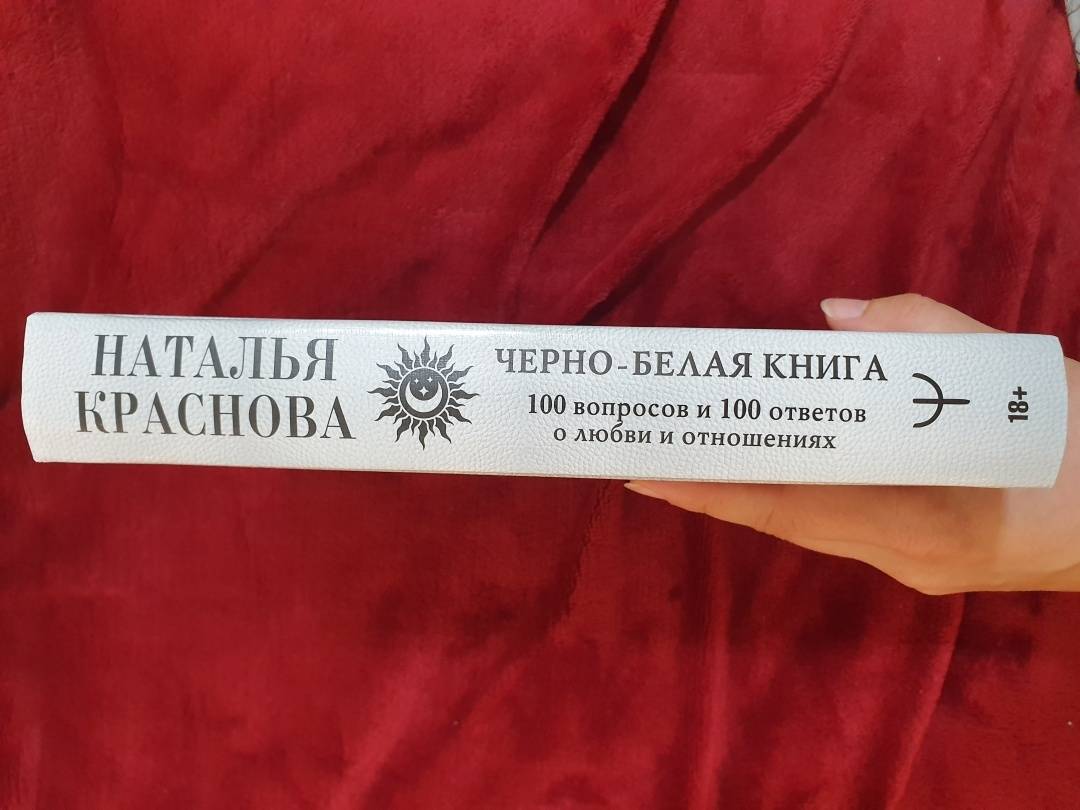 НАТАЛЬЯ
КРАСНОВА
ЧЕРНО-БЕЛАЯ КНИГА
100 вопросов и 100 ответов
о любви и отношениях
18+